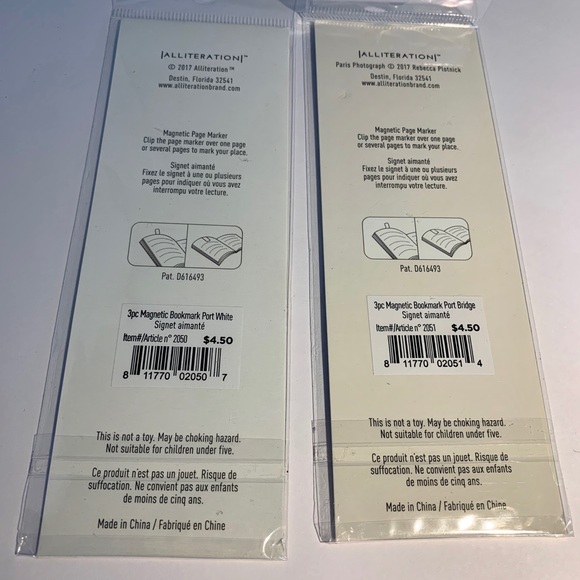 |ALLITERATION|™
© 2017 Alliteration™
Destin, Florida 32541
www.alliterationbrand.com
Magnetic Page Marker
Clip the page marker over one page
or several pages to mark your place.
Signet aimanté
Fixez le signet à une ou plusieurs
pages pour indiquer où vous avez
interrompu votre lecture.
Pat. D616493
3pc Magnetic Bookmark Port White
Signet aimanté
Item#/Article n° 2050 $4.50
8 11770 02050 7
This is not a toy. May be choking hazard.
Not suitable for children under five.
Ce produit n'est pas un jouet. Risque de
suffocation. Ne convient pas aux enfants
de moins de cinq ans.
Made in China / Fabriqué en Chine
|ALLITERATION|™
Paris Photograph © 2017 Rebecca Plotnick
Destin, Florida 32541
www.alliterationbrand.com
Magnetic Page Marker
Clip the page marker over one page
or several pages to mark your place.
Signet aimanté
Fixez le signet à une ou plusieurs
pages pour indiquer où vous avez
interrompu votre lecture.
Pat. D616493
3pc Magnetic Bookmark Port Bridge
Signet aimanté
Item#/Article n° 2051 $4.50
8 11770 02051 4
This is not a toy. May be choking hazard.
Not suitable for children under five.
Ce produit n'est pas un jouet. Risque de
suffocation. Ne convient pas aux enfants
de moins de cinq ans.
Made in China / Fabriqué en Chine